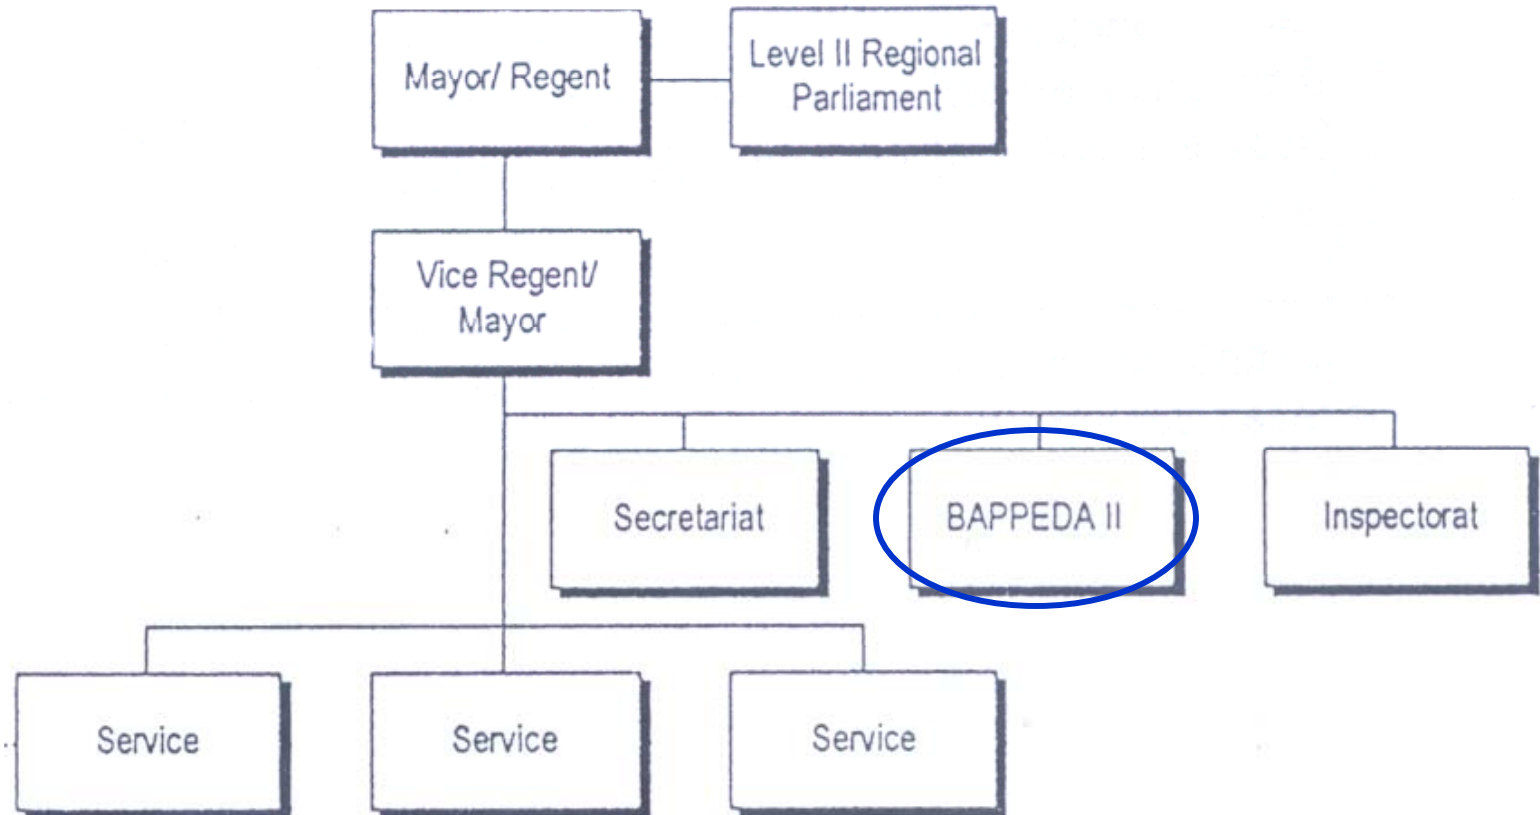 Mayor/ Regent
Level II Regional
Parliament
Vice Regent/
Mayor
Secretariat
BAPPEDA II
Inspectorat
Service
Service
Service